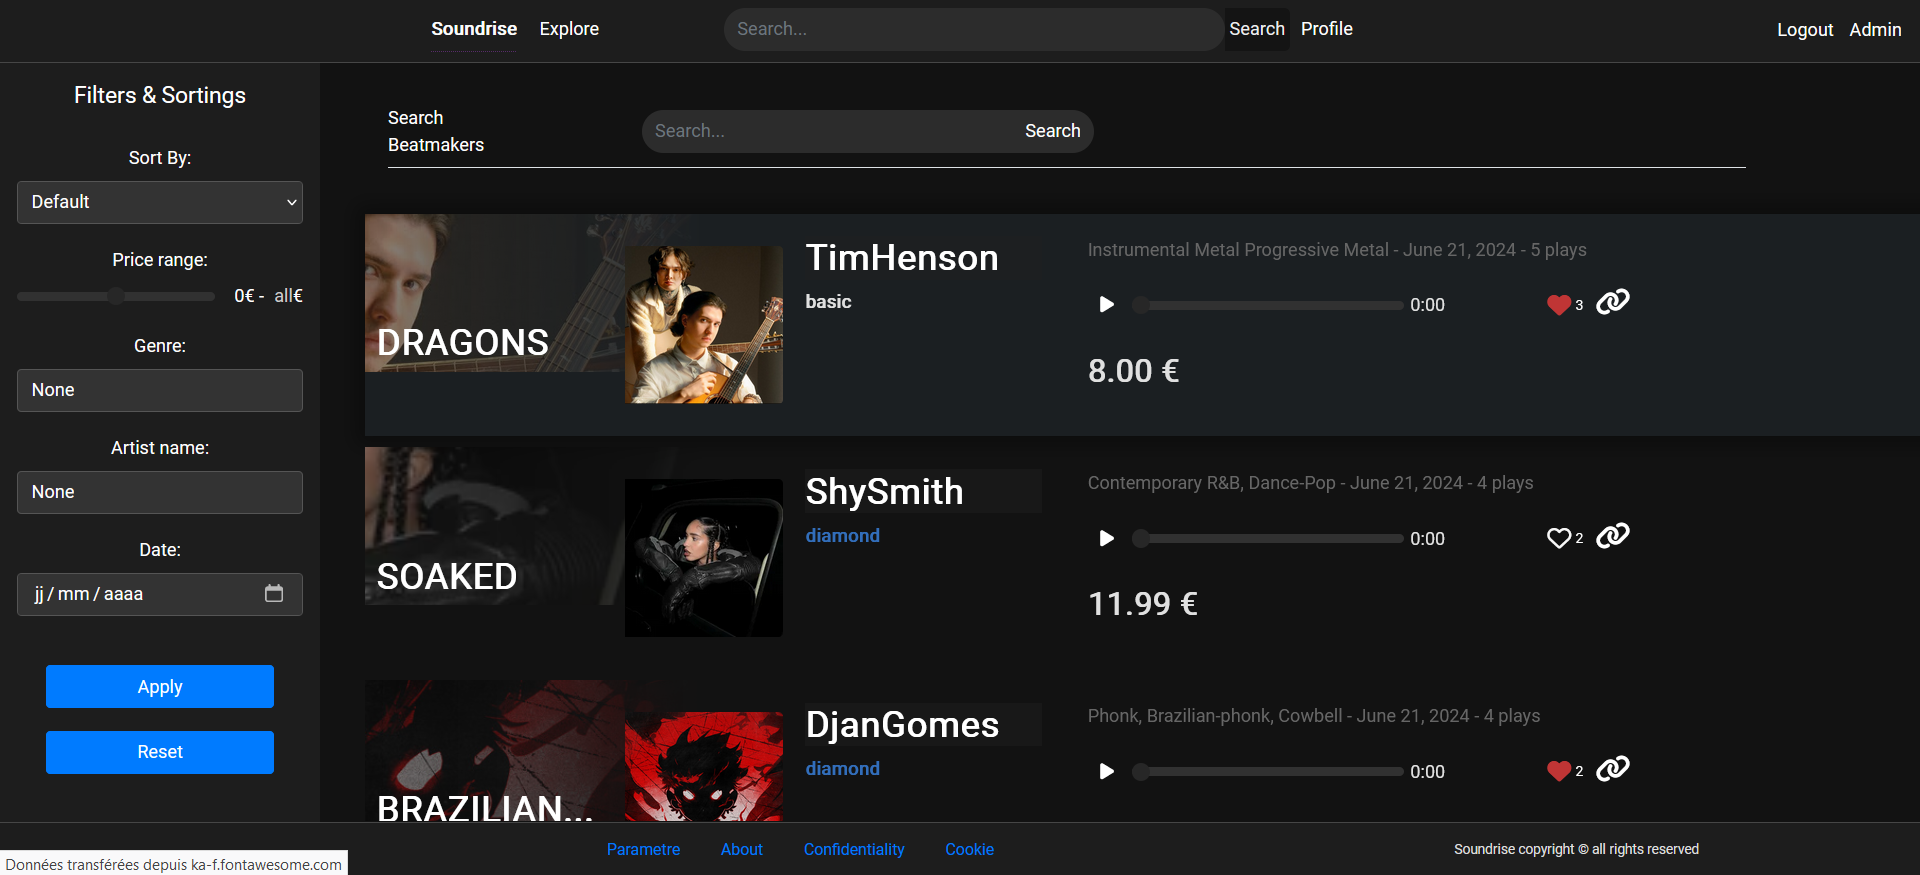 Soundrise Explore Search... Search Profile Logout Admin
Filters & Sortings
Sort By:
Default
Price range:
0€ - all€
Genre:
None
Artist name:
None
Date:
jj / mm / aaaa
Apply
Reset
Search
Beatmakers
Search... Search
DRAGONS
TimHenson
basic
Instrumental Metal Progressive Metal - June 21, 2024 - 5 plays
0:00 3
8.00 €
SOAKED
ShySmith
diamond
Contemporary R&B, Dance-Pop - June 21, 2024 - 4 plays
0:00 2
11.99 €
BRAZILIAN...
DjanGomes
diamond
Phonk, Brazilian-phonk, Cowbell - June 21, 2024 - 4 plays
0:00 2
Parametre About Confidentiality Cookie
Soundrise copyright © all rights reserved
Données transférées depuis ka-f.fontawesome.com